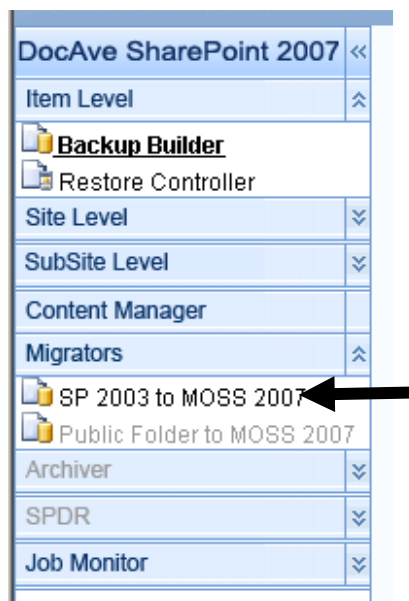 DocAve SharePoint 2007
Item Level
Backup Builder
Restore Controller
Site Level
SubSite Level
Content Manager
Migrators
SP 2003 to MOSS 2007
Public Folder to MOSS 2007
Archiver
SPDR
Job Monitor